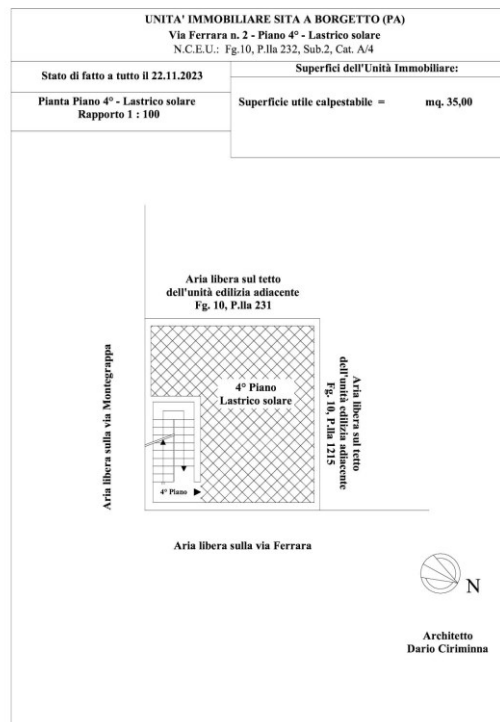 UNITA' IMMOBILIARE SITA A BORGETTO (PA)
Via Ferrara n. 2 - Piano 4° - Lastrico solare
N.C.E.U.: Fg.10, P.lla 232, Sub.2, Cat. A/4
Stato di fatto a tutto il 22.11.2023
Superfici dell'Unità Immobiliare:
Pianta Piano 4° - Lastrico solare
Rapporto 1 : 100
Superficie utile calpestabile = mq. 35,00
Aria libera sul tetto
dell'unità edilizia adiacente
Fg. 10, P.lla 231
Aria libera sulla via Montegrappa
4° Piano
Lastrico solare
Aria libera sul tetto
dell'unità edilizia adiacente
Fg. 10, P.lla 1215
4° Piano
Aria libera sulla via Ferrara
N
Architetto
Dario Ciriminna